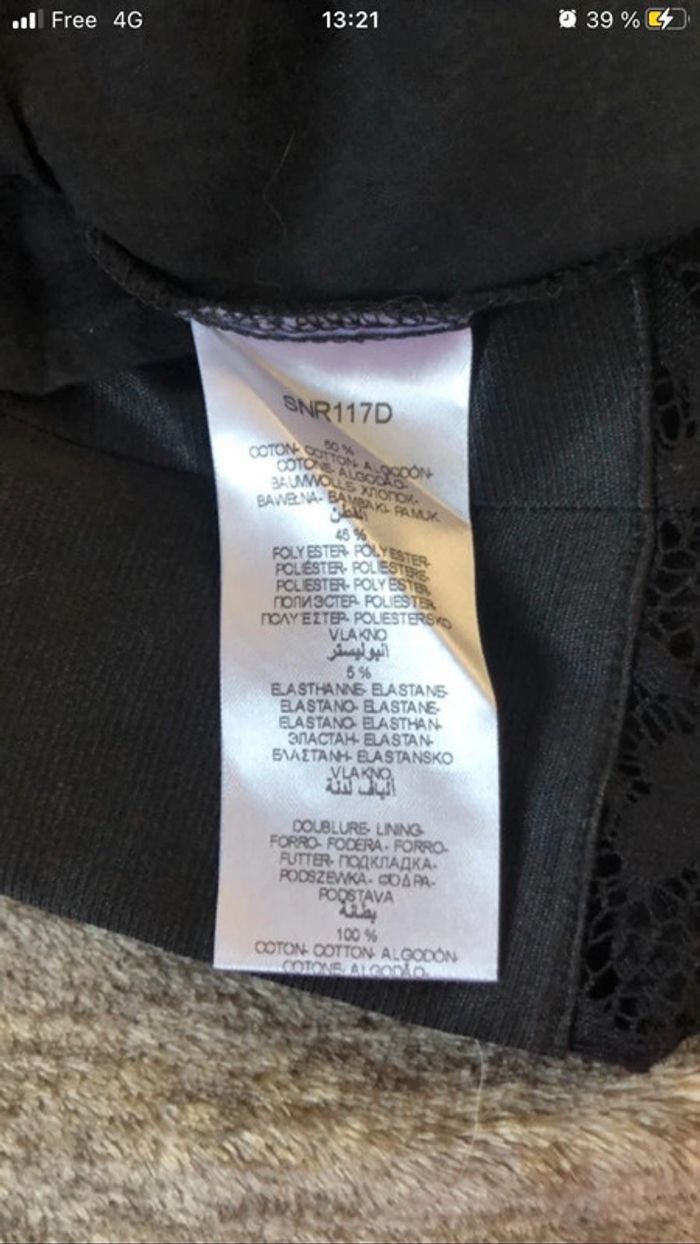 Free 4G 13:21 39 %
SNR117D
50 %
COTON- COTTON- ALGODÓN-
COTONE- ALGODÃO-
BAUMWOLLE- ХЛОПОК-
BAWEŁNA- BAMBAKI- PAMUK
القطن
45 %
POLYESTER- POLYESTER-
POLIÉSTER- POLIESTERE-
POLIESTER- POLYESTER-
ПОЛИЭСТЕР- POLIESTER-
ΠΟΛΥΕΣΤΕΡ- POLIESTERSKO
VLAKNO
البوليستر
5 %
ELASTHANNE- ELASTANE-
ELASTANO- ELASTANE-
ELASTANO- ELASTHAN-
ЭЛАСТАН- ELASTAN-
ΕΛΑΣΤΑΝΗ- ELASTANSKO
VLAKNO
ألياف لدنة
DOUBLURE- LINING-
FORRO- FODERA- FORRO-
FUTTER- ПОДКЛАДКА-
PODSZEWKA- ΦΟΔΡΑ-
PODSTAVA
بطانة
100 %
COTON- COTTON- ALGODÓN-
COTONE- ALGODÃO-